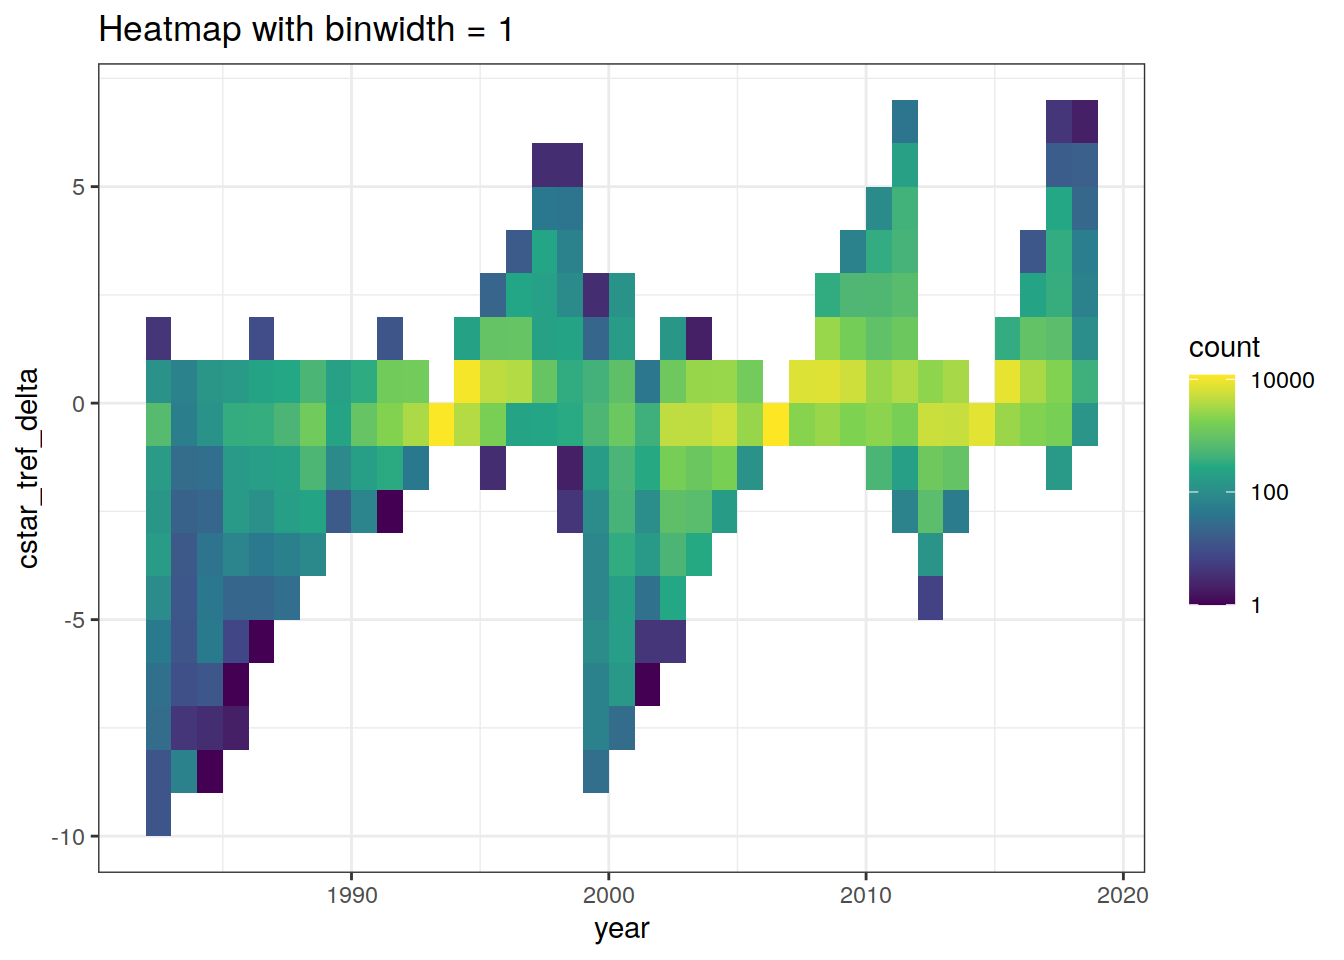 Heatmap with binwidth = 1
cstar_tref_delta
5
0
-5
-10
1990
2000
2010
2020
year
count
10000
100
1